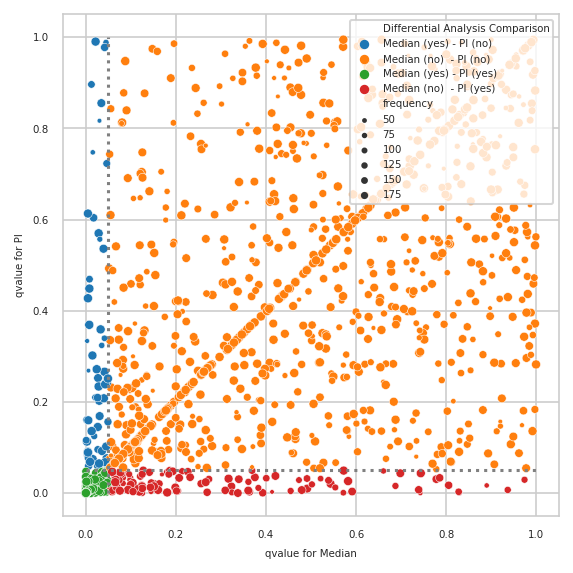 Differential Analysis Comparison
Median (yes) - PI (no)
Median (no)  - PI (no)
Median (yes) - PI (yes)
Median (no)  - PI (yes)
frequency
50
75
100
125
150
175
1.0
0.8
0.6
0.4
0.2
0.0
qvalue for PI
0.0 0.2 0.4 0.6 0.8 1.0
qvalue for Median